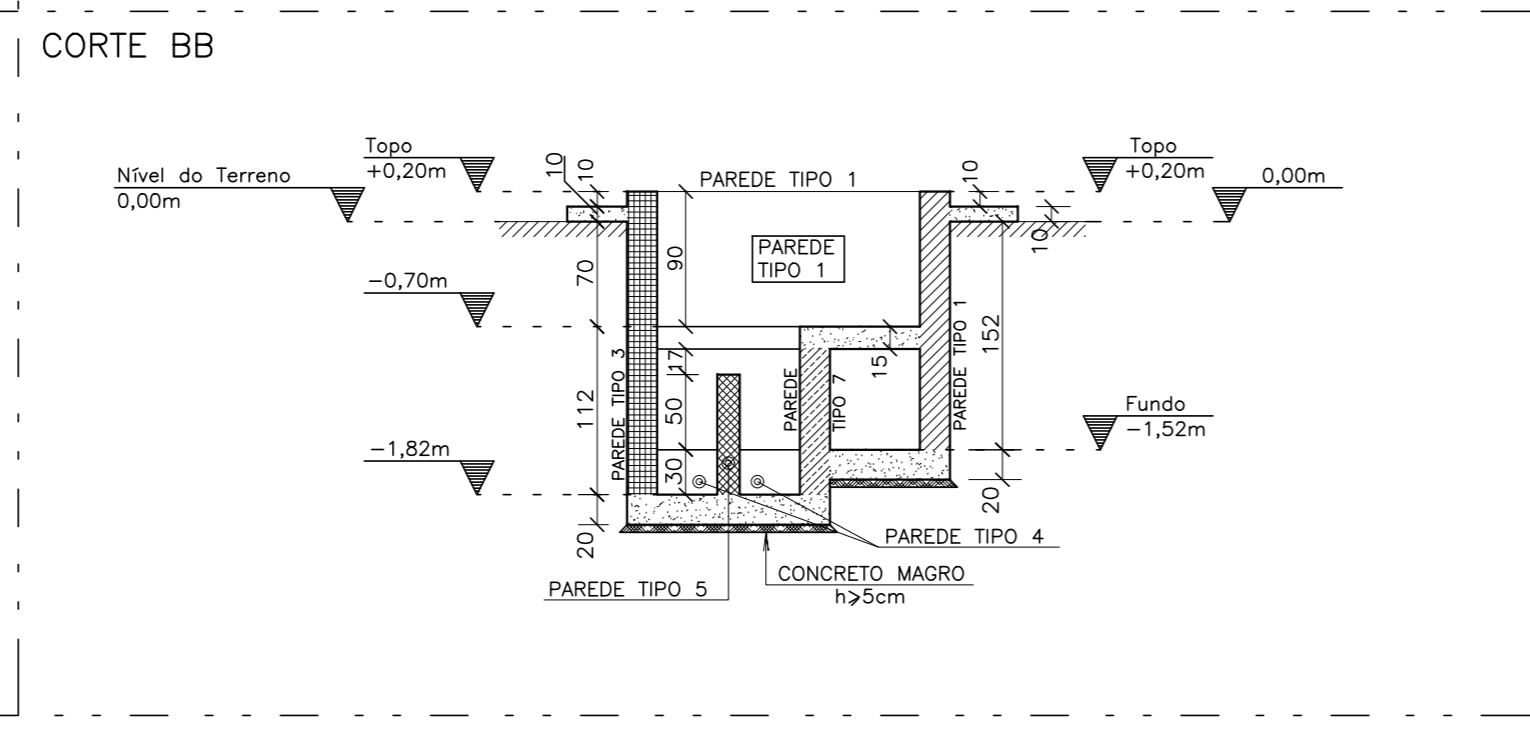 CORTE BB
Topo
+0,20m
Nível do Terreno
0,00m
10
10
PAREDE TIPO 1
10
Topo
+0,20m
0,00m
10
70
90
PAREDE
TIPO 1
-0,70m
PAREDE TIPO 3
112
17
50
30
PAREDE
TIPO 7
15
PAREDE TIPO 1
152
Fundo
-1,52m
-1,82m
20
20
PAREDE TIPO 4
PAREDE TIPO 5
CONCRETO MAGRO
h⩾5cm